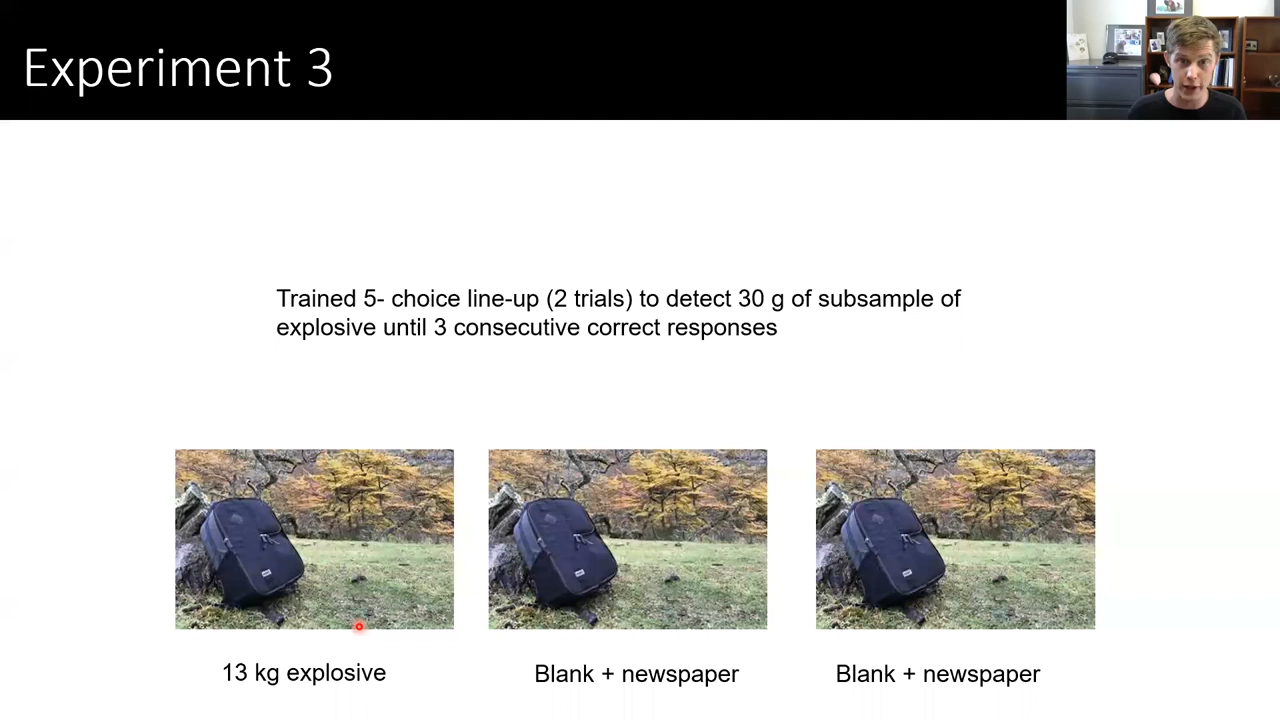 Experiment 3
Trained 5- choice line-up (2 trials) to detect 30 g of subsample of
explosive until 3 consecutive correct responses
13 kg explosive
Blank + newspaper
Blank + newspaper